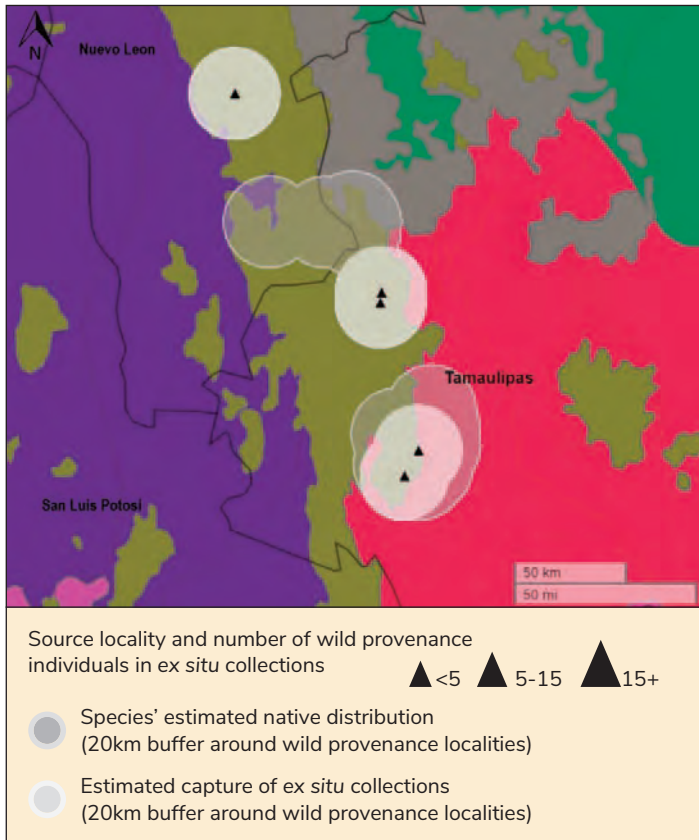 N
Nuevo Leon
Tamaulipas
San Luis Potosi
50 km
50 mi
Source locality and number of wild provenance
individuals in ex situ collections
<5 5-15 15+
Species’ estimated native distribution
(20km buffer around wild provenance localities)
Estimated capture of ex situ collections
(20km buffer around wild provenance localities)